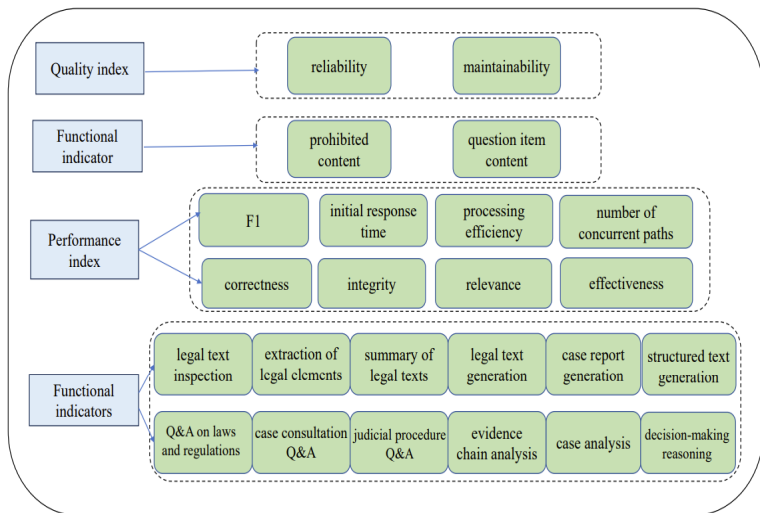 Quality index
reliability
maintainability
Functional
indicator
prohibited
content
question item
content
Performance
index
F1
initial response
time
processing
efficiency
number of
concurrent paths
correctness
integrity
relevance
effectiveness
Functional
indicators
legal text
inspection
extraction of
legal elements
summary of
legal texts
legal text
generation
case report
generation
structured text
generation
Q&A on laws
and regulations
case consultation
Q&A
judicial procedure
Q&A
evidence
chain analysis
case analysis
decision-making
reasoning